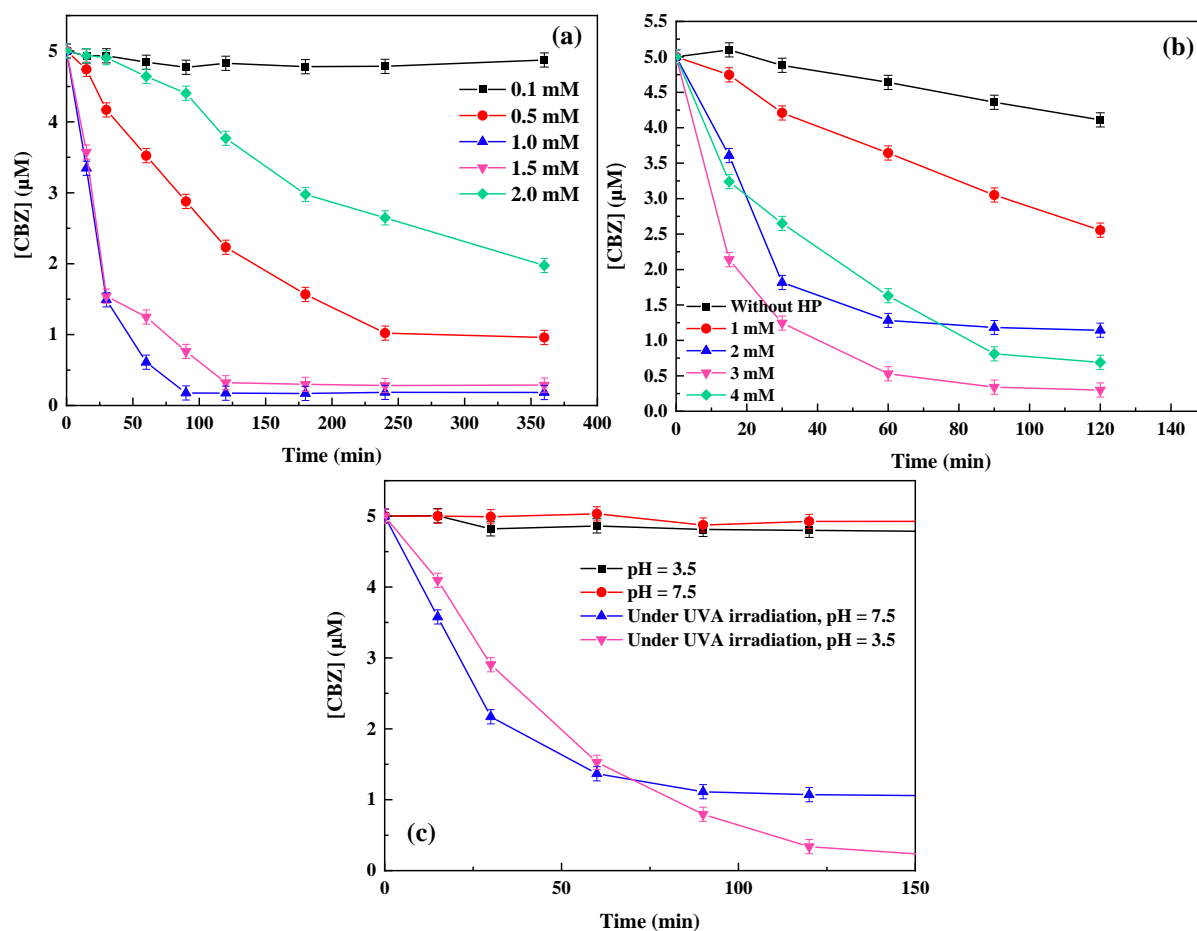 (a)
[CBZ] (µM)
5
4
3
2
1
0
0.1 mM
0.5 mM
1.0 mM
1.5 mM
2.0 mM
0 50 100 150 200 250 300 350 400
Time (min)
(b)
[CBZ] (µM)
5.5
5.0
4.5
4.0
3.5
3.0
2.5
2.0
1.5
1.0
0.5
0.0
Without HP
1 mM
2 mM
3 mM
4 mM
0 20 40 60 80 100 120 140
Time (min)
[CBZ] (µM)
5
4
3
2
1
0
pH = 3.5
pH = 7.5
Under UVA irradiation, pH = 7.5
Under UVA irradiation, pH = 3.5
(c)
0 50 100 150
Time (min)